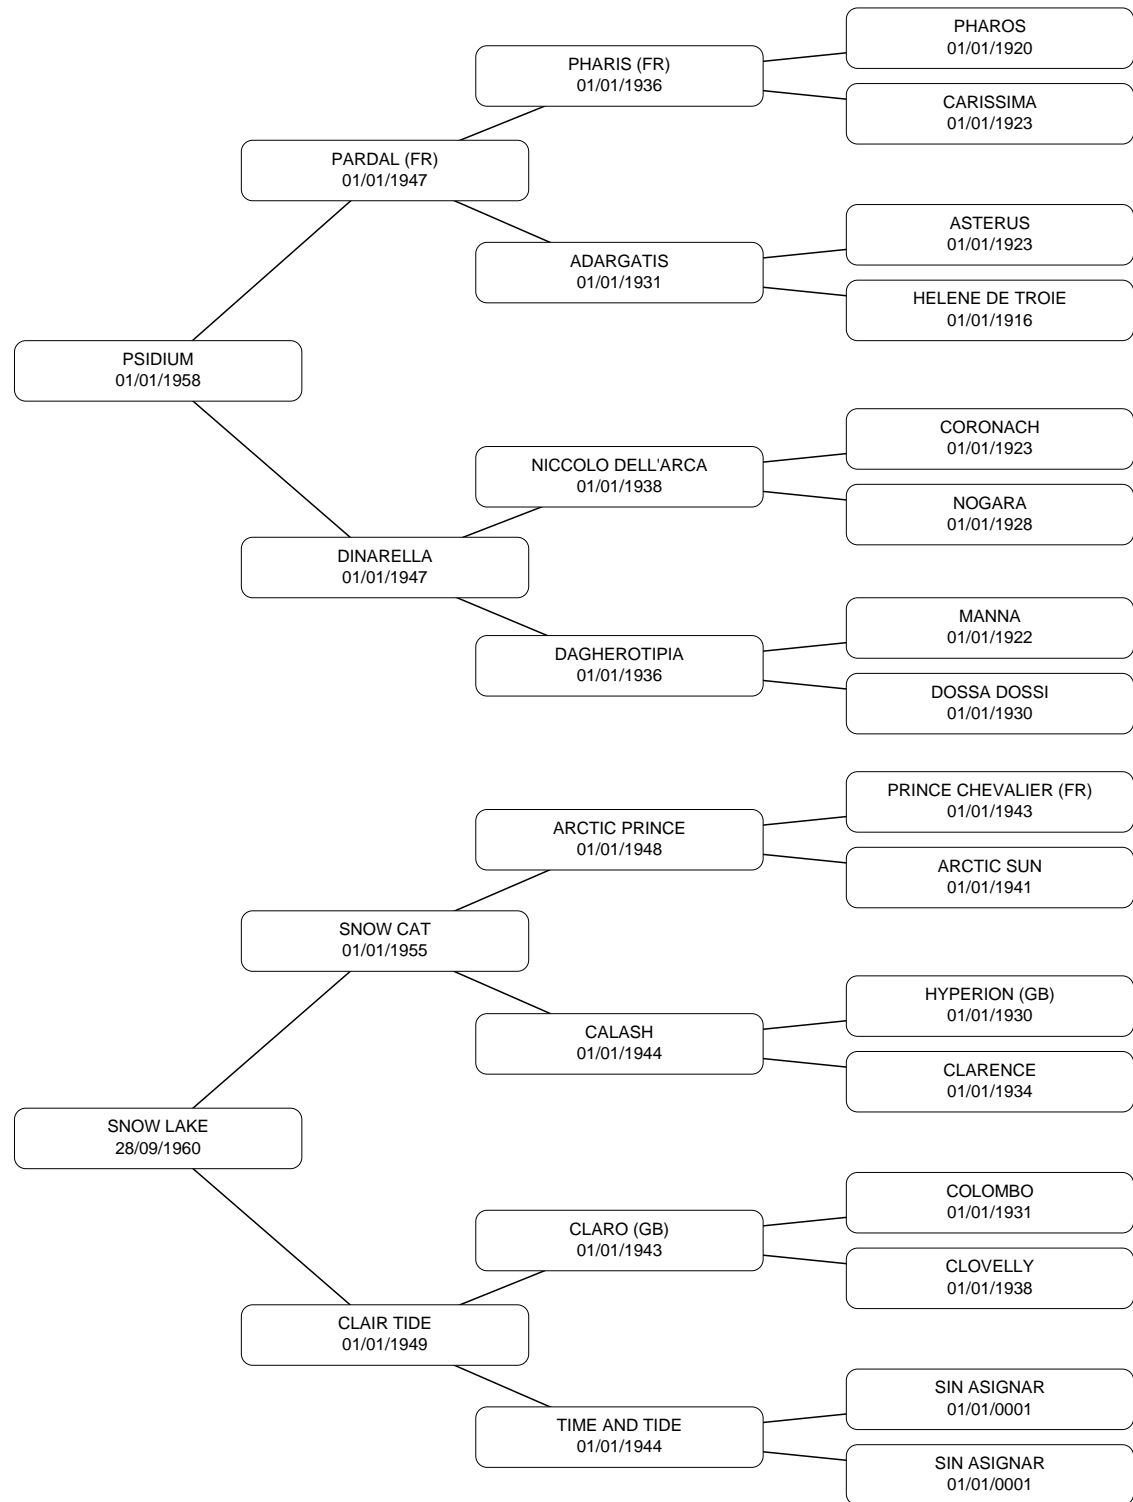 PHAROS
01/01/1920
PHARIS (FR)
01/01/1936
CARISSIMA
01/01/1923
PARDAL (FR)
01/01/1947
ASTERUS
01/01/1923
ADARGATIS
01/01/1931
HELENE DE TROIE
01/01/1916
PSIDIUM
01/01/1958
CORONACH
01/01/1923
NICCOLO DELL'ARCA
01/01/1938
NOGARA
01/01/1928
DINARELLA
01/01/1947
MANNA
01/01/1922
DAGHEROTIPIA
01/01/1936
DOSSA DOSSI
01/01/1930
PRINCE CHEVALIER (FR)
01/01/1943
ARCTIC PRINCE
01/01/1948
ARCTIC SUN
01/01/1941
SNOW CAT
01/01/1955
HYPERION (GB)
01/01/1930
CALASH
01/01/1944
CLARENCE
01/01/1934
SNOW LAKE
28/09/1960
COLOMBO
01/01/1931
CLARO (GB)
01/01/1943
CLOVELLY
01/01/1938
CLAIR TIDE
01/01/1949
SIN ASIGNAR
01/01/0001
TIME AND TIDE
01/01/1944
SIN ASIGNAR
01/01/0001